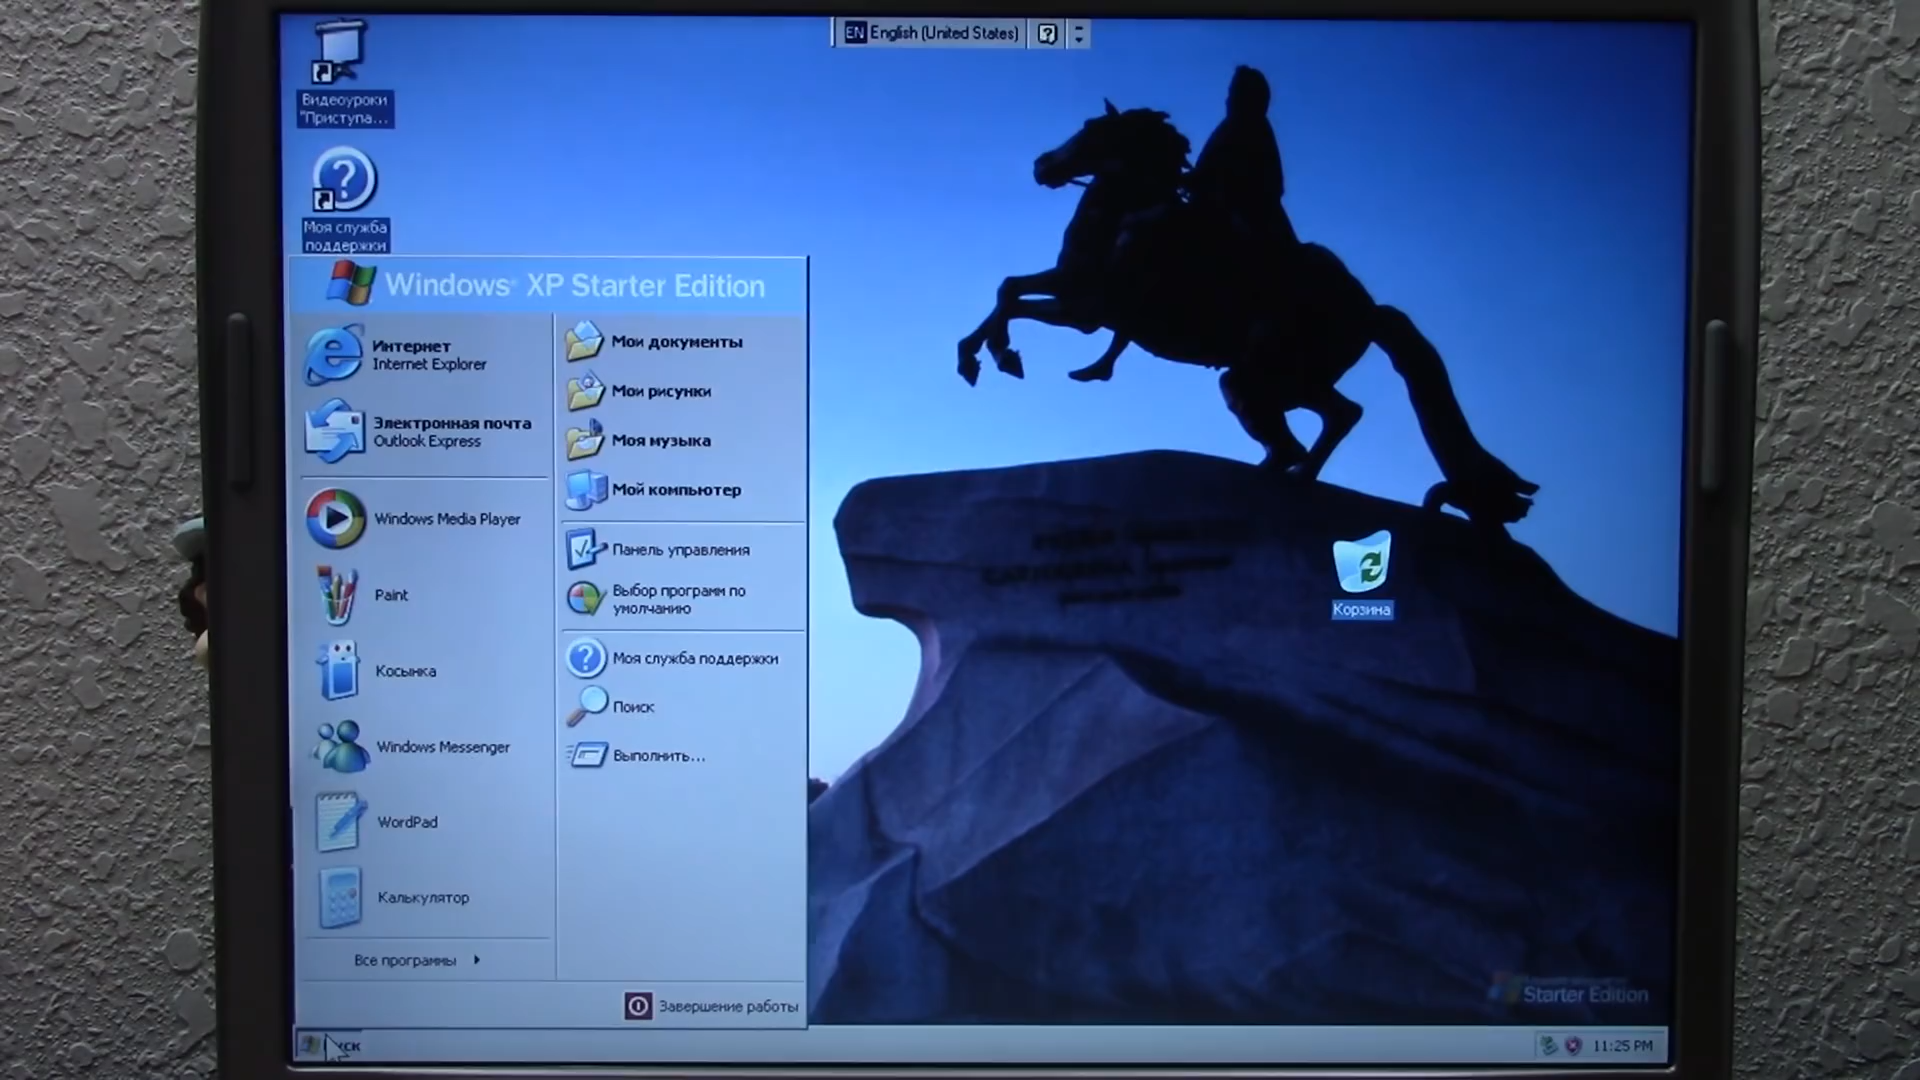 EN English (United States)
Видеоуроки
"Приступа...
Моя служба
поддержки
Windows® XP Starter Edition
Интернет
Internet Explorer
Электронная почта
Outlook Express
Windows Media Player
Paint
Косынка
Windows Messenger
WordPad
Калькулятор
Все программы
Мои документы
Мои рисунки
Моя музыка
Мой компьютер
Панель управления
Выбор программ по
умолчанию
Моя служба поддержки
Поиск
Выполнить...
Завершение работы
Корзина
Starter Edition
11:25 PM